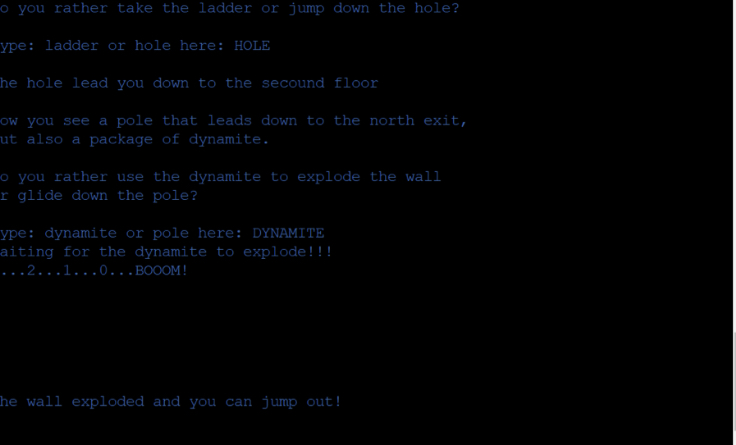 o you rather take the ladder or jump down the hole?
ype: ladder or hole here: HOLE
he hole lead you down to the secound floor
ow you see a pole that leads down to the north exit,
ut also a package of dynamite.
o you rather use the dynamite to explode the wall
r glide down the pole?
ype: dynamite or pole here: DYNAMITE
aiting for the dynamite to explode!!!
...2...1...0...BOOOM!
he wall exploded and you can jump out!